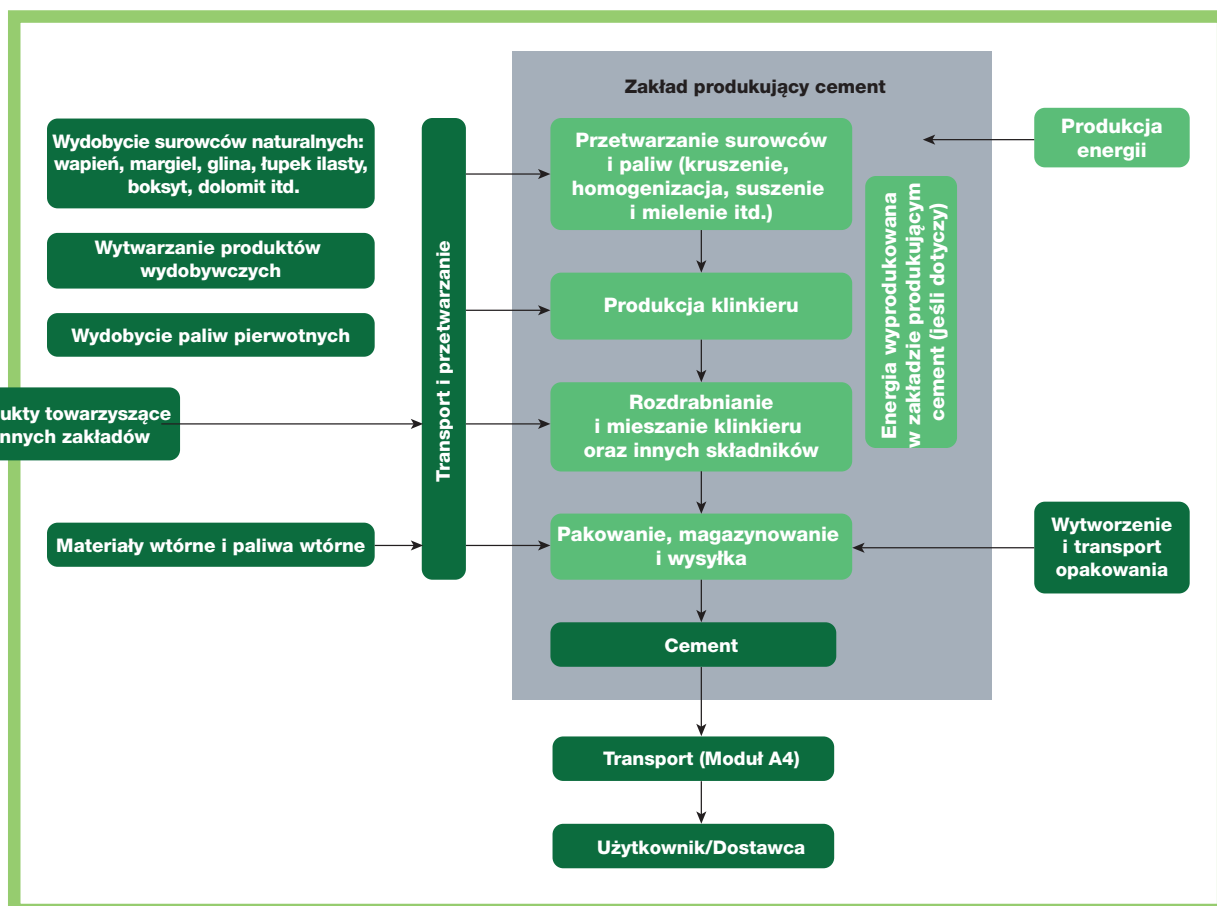 Zakład produkujący cement
Wydobycie surowców naturalnych:
wapień, margiel, glina, łupek ilasty,
boksyt, dolomit itd.
Wytwarzanie produktów
wydobywczych
Wydobycie paliw pierwotnych
ukty towarzyszące
nnych zakładów
Materiały wtórne i paliwa wtórne
Transport i przetwarzanie
Przetwarzanie surowców
i paliw (kruszenie,
homogenizacja, suszenie
i mielenie itd.)
Produkcja klinkieru
Rozdrabnianie
i mieszanie klinkieru
oraz innych składników
Pakowanie, magazynowanie
i wysyłka
Cement
Transport (Moduł A4)
Użytkownik/Dostawca
Energia wyprodukowana
w zakładzie produkującym
cement (jeśli dotyczy)
Produkcja
energii
Wytworzenie
i transport
opakowania